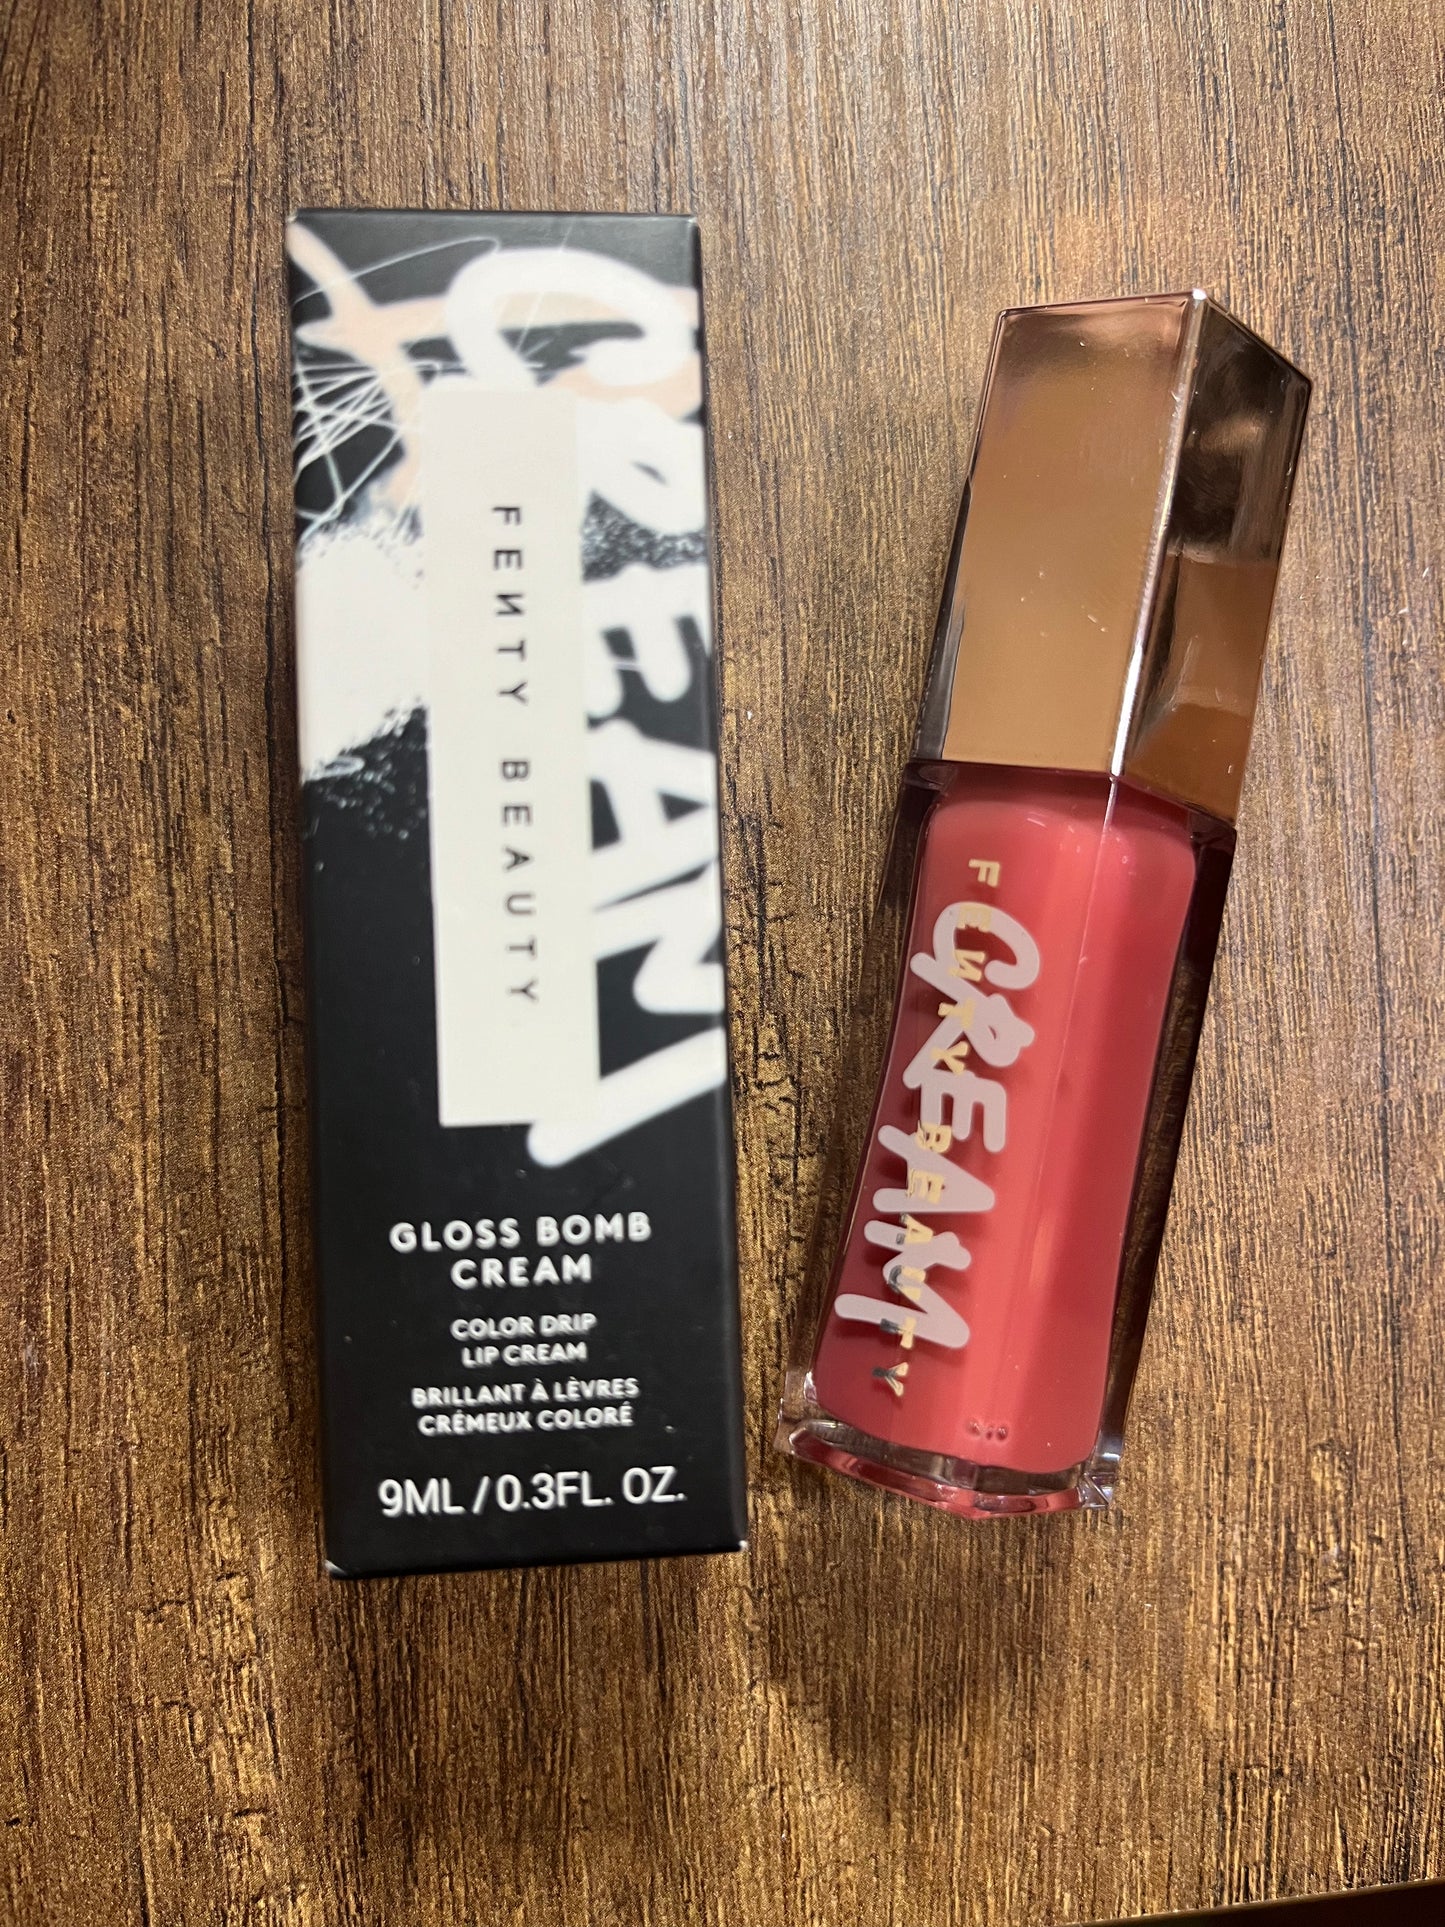 CREAM
FENTY BEAUTY
GLOSS BOMB
CREAM
COLOR DRIP
LIP CREAM
BRILLANT À LÈVRES
CRÉMEUX COLORÉ
9ML / 0.3FL. OZ.
FENTY BEAUTY
CREAM